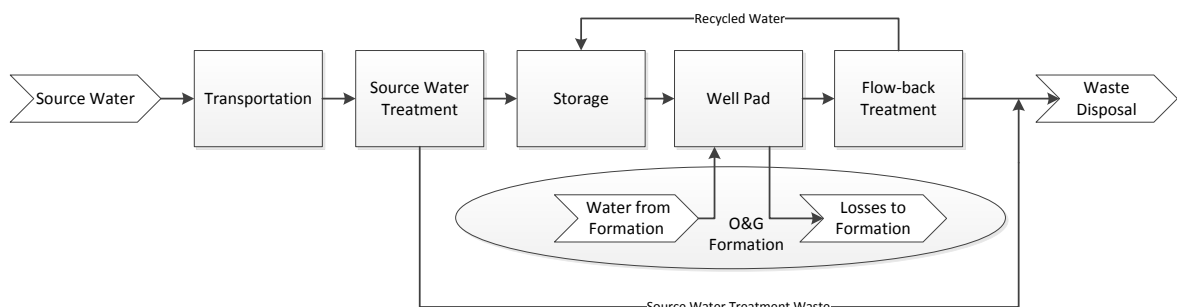 Recycled Water
Source Water
Transportation
Source Water
Treatment
Storage
Well Pad
Flow-back
Treatment
Waste
Disposal
Water from
Formation
O&G
Formation
Losses to
Formation
Source Water Treatment Waste